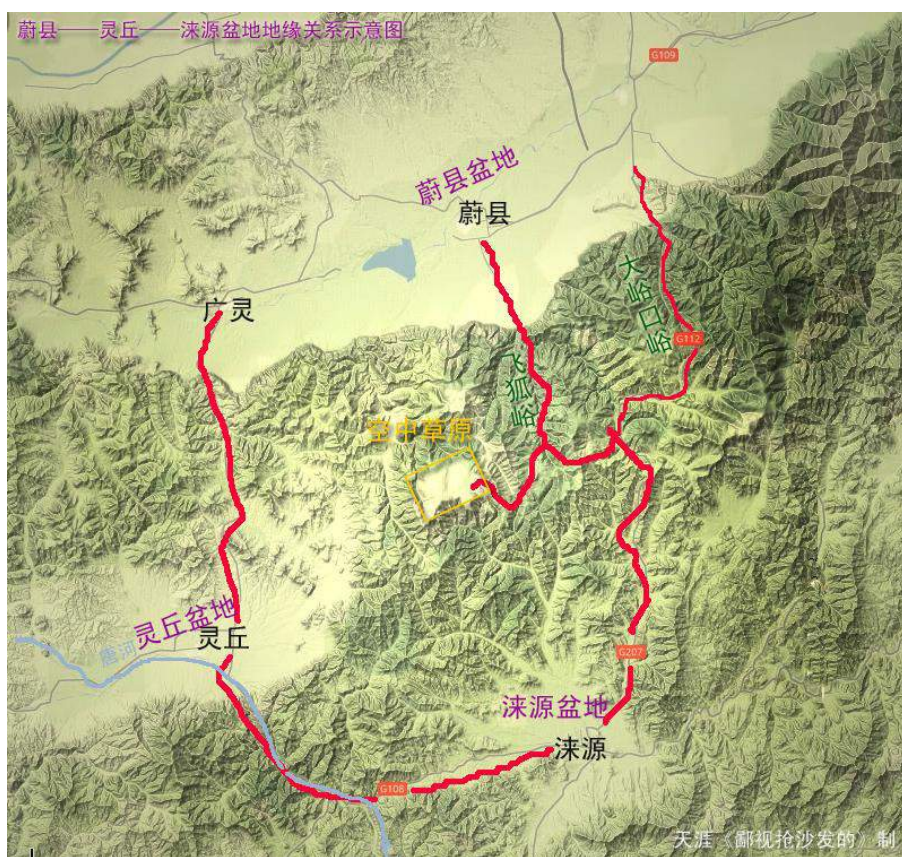 蔚县——灵丘——涞源盆地地缘关系示意图
G109
蔚县盆地
蔚县
大峪口峪
广灵
G112
飞狐峪
空中草原
灵丘盆地
灵丘
唐河
G207
涞源盆地
涞源
G108
天涯《鄙视抢沙发的》制